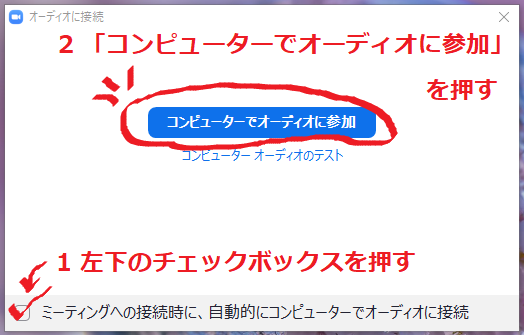 オーディオに接続
2 「コンピューターでオーディオに参加」
を押す
コンピューターでオーディオに参加
コンピューター オーディオのテスト
1 左下のチェックボックスを押す
ミーティングへの接続時に、自動的にコンピューターでオーディオに接続